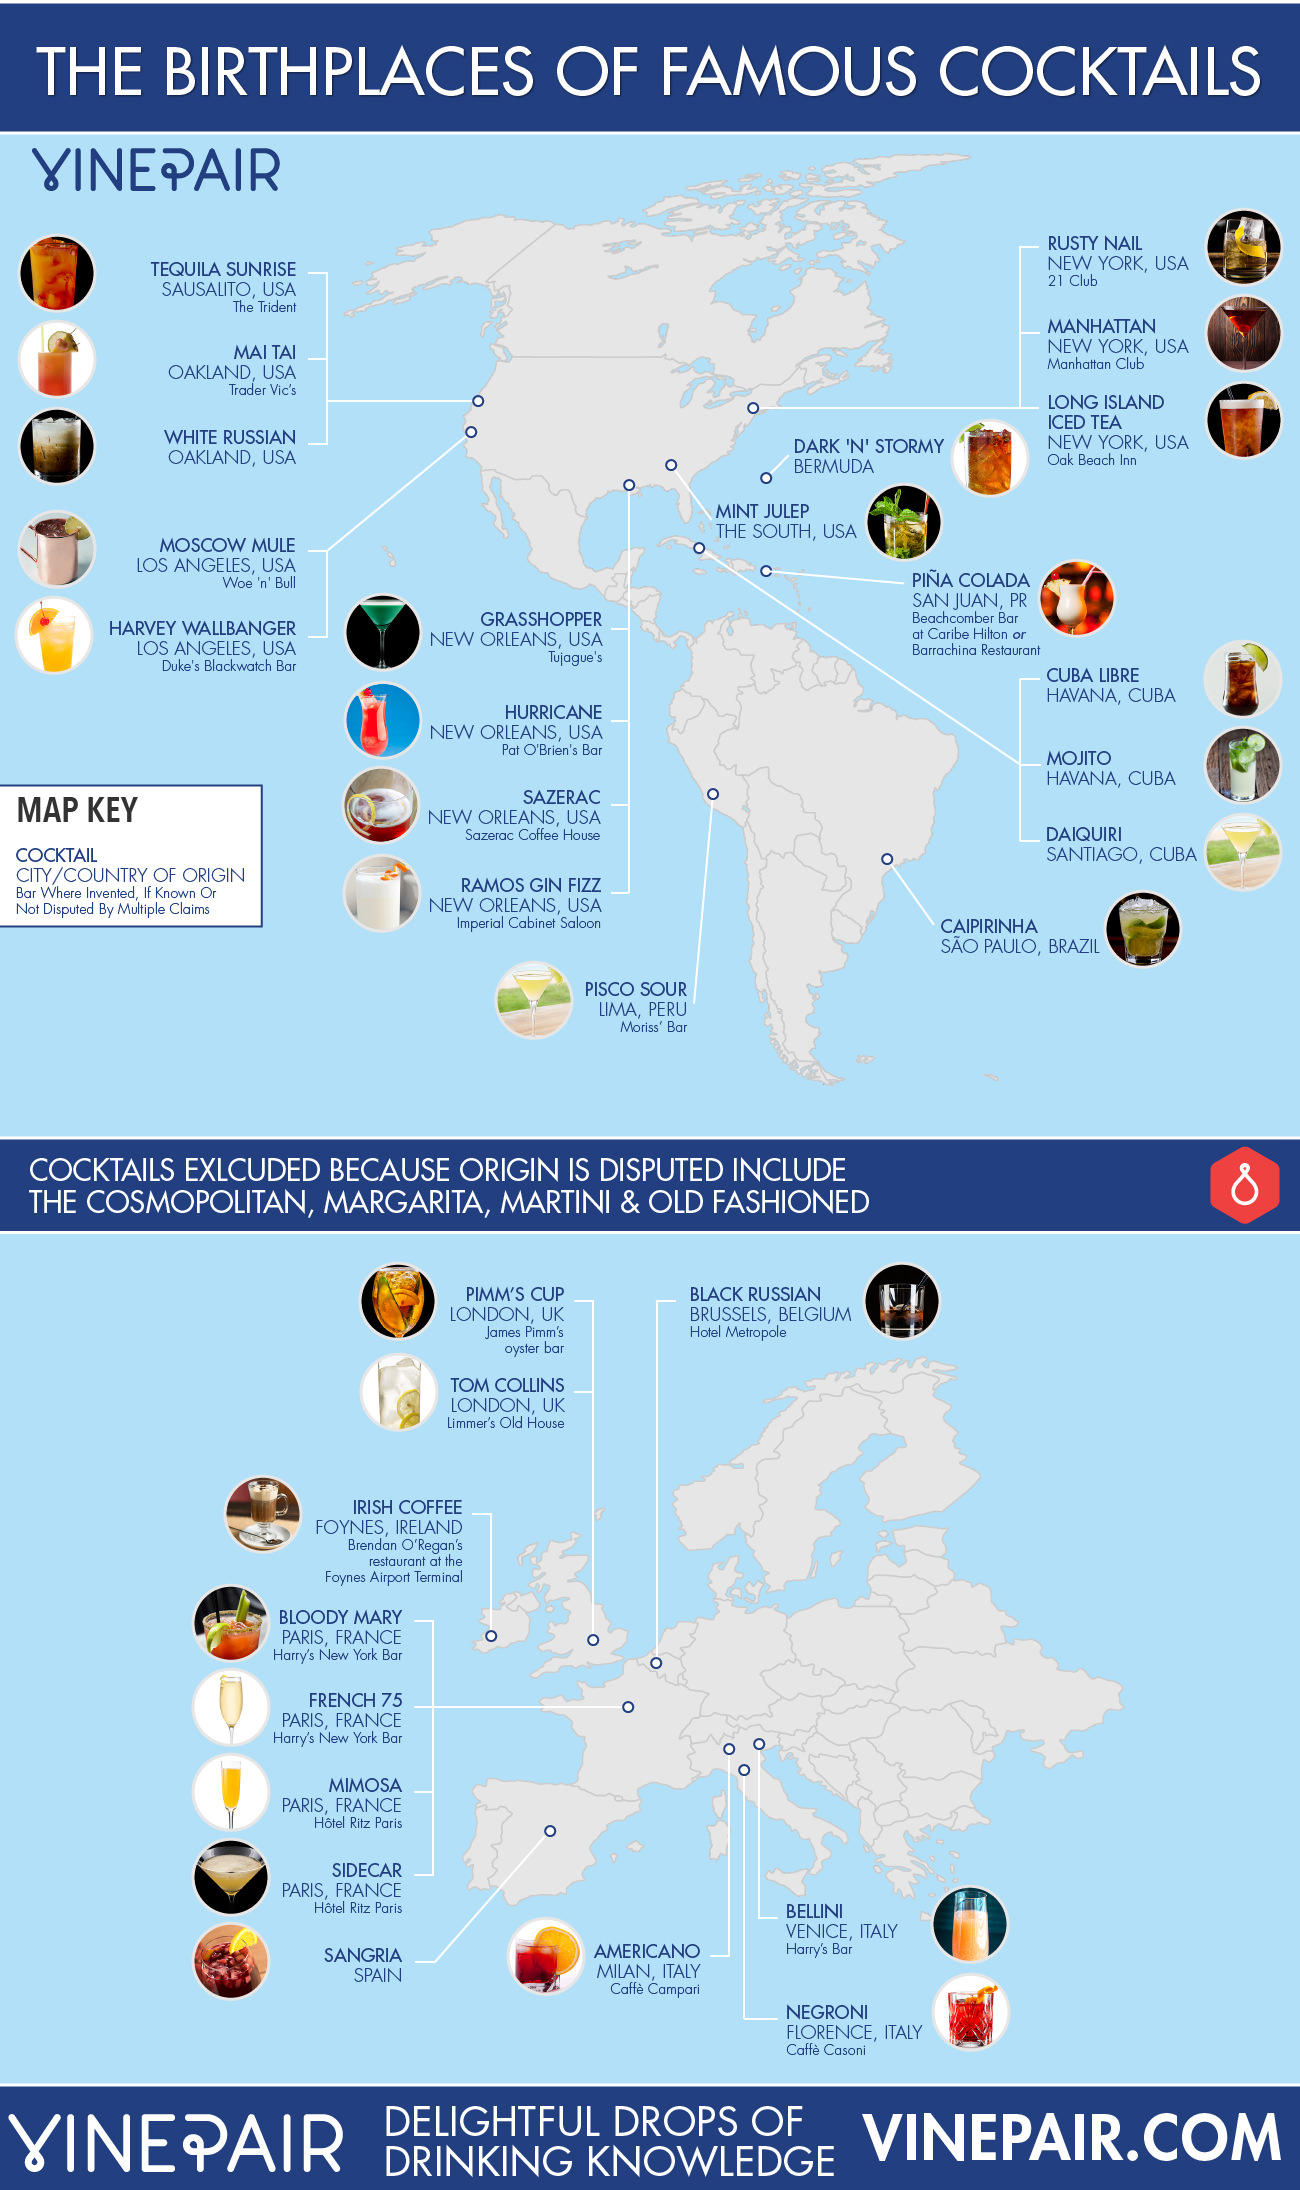 THE BIRTHPLACES OF FAMOUS COCKTAILS
VINEPAIR
TEQUILA SUNRISE
SAUSALITO, USA
The Trident
MAI TAI
OAKLAND, USA
Trader Vic's
WHITE RUSSIAN
OAKLAND, USA
MOSCOW MULE
LOS ANGELES, USA
Woe 'n' Bull
HARVEY WALLBANGER
LOS ANGELES, USA
Duke's Blackwatch Bar
RUSTY NAIL
NEW YORK, USA
21 Club
MANHATTAN
NEW YORK, USA
Manhattan Club
LONG ISLAND
ICED TEA
NEW YORK, USA
Oak Beach Inn
DARK 'N' STORMY
BERMUDA
MINT JULEP
THE SOUTH, USA
PIÑA COLADA
SAN JUAN, PR
Beachcomber Bar
at Caribe Hilton or
Barrachina Restaurant
GRASSHOPPER
NEW ORLEANS, USA
Tujague's
HURRICANE
NEW ORLEANS, USA
Pat O'Brien's Bar
SAZERAC
NEW ORLEANS, USA
Sazerac Coffee House
RAMOS GIN FIZZ
NEW ORLEANS, USA
Imperial Cabinet Saloon
CUBA LIBRE
HAVANA, CUBA
MOJITO
HAVANA, CUBA
DAIQUIRI
SANTIAGO, CUBA
CAIPIRINHA
SÃO PAULO, BRAZIL
PISCO SOUR
LIMA, PERU
Moriss' Bar
MAP KEY
COCKTAIL
CITY/COUNTRY OF ORIGIN
Bar Where Invented, If Known Or
Not Disputed By Multiple Claims
COCKTAILS EXLCUDED BECAUSE ORIGIN IS DISPUTED INCLUDE
THE COSMOPOLITAN, MARGARITA, MARTINI & OLD FASHIONED
PIMM'S CUP
LONDON, UK
James Pimm's
oyster bar
TOM COLLINS
LONDON, UK
Limmer's Old House
BLACK RUSSIAN
BRUSSELS, BELGIUM
Hotel Metropole
IRISH COFFEE
FOYNES, IRELAND
Brendan O'Regan's
restaurant at the
Foynes Airport Terminal
BLOODY MARY
PARIS, FRANCE
Harry's New York Bar
FRENCH 75
PARIS, FRANCE
Harry's New York Bar
MIMOSA
PARIS, FRANCE
Hôtel Ritz Paris
SIDECAR
PARIS, FRANCE
Hôtel Ritz Paris
SANGRIA
SPAIN
AMERICANO
MILAN, ITALY
Caffè Campari
BELLINI
VENICE, ITALY
Harry's Bar
NEGRONI
FLORENCE, ITALY
Caffè Casoni
VINEPAIR
DELIGHTFUL DROPS OF
DRINKING KNOWLEDGE
VINEPAIR.COM